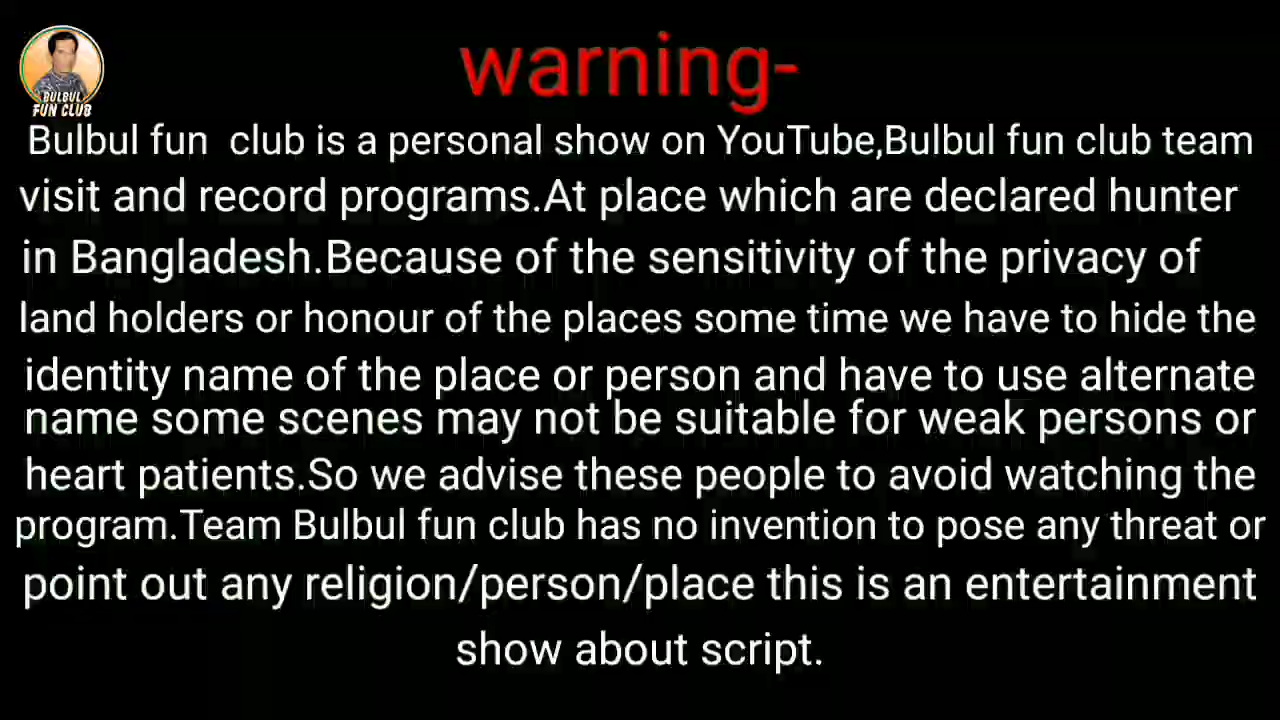 warning-
BULBUL
FUN CLUB
Bulbul fun club is a personal show on YouTube,Bulbul fun club team
visit and record programs.At place which are declared hunter
in Bangladesh.Because of the sensitivity of the privacy of
land holders or honour of the places some time we have to hide the
identity name of the place or person and have to use alternate
name some scenes may not be suitable for weak persons or
heart patients.So we advise these people to avoid watching the
program.Team Bulbul fun club has no invention to pose any threat or
point out any religion/person/place this is an entertainment
show about script.